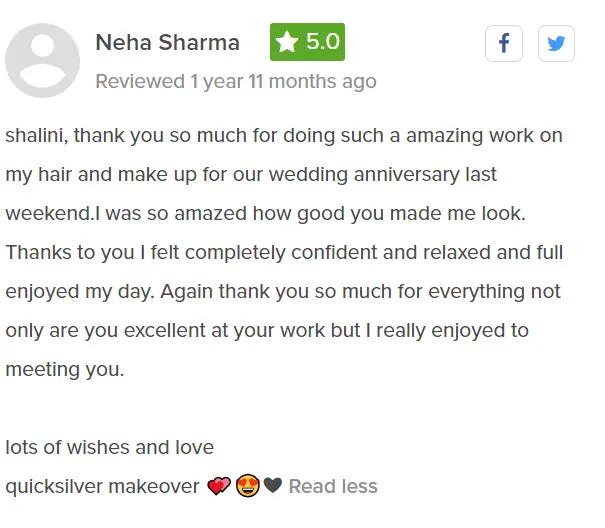 Neha Sharma 5.0
Reviewed 1 year 11 months ago
shalini, thank you so much for doing such a amazing work on
my hair and make up for our wedding anniversary last
weekend.I was so amazed how good you made me look.
Thanks to you I felt completely confident and relaxed and full
enjoyed my day. Again thank you so much for everything not
only are you excellent at your work but I really enjoyed to
meeting you.
lots of wishes and love
quicksilver makeover 💞😍🖤 Read less